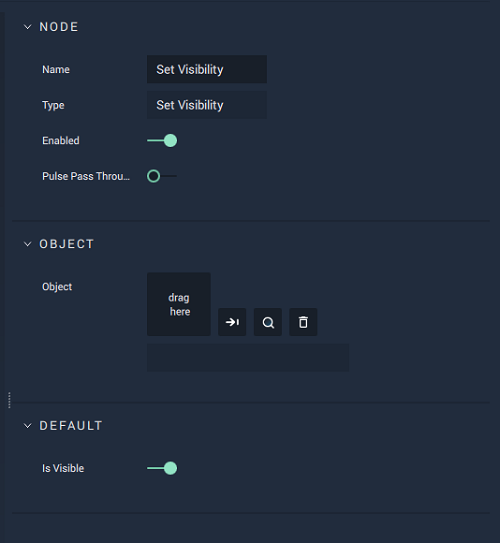 NODE
Name Set Visibility
Type Set Visibility
Enabled
Pulse Pass Throu...
OBJECT
Object
drag
here
DEFAULT
Is Visible